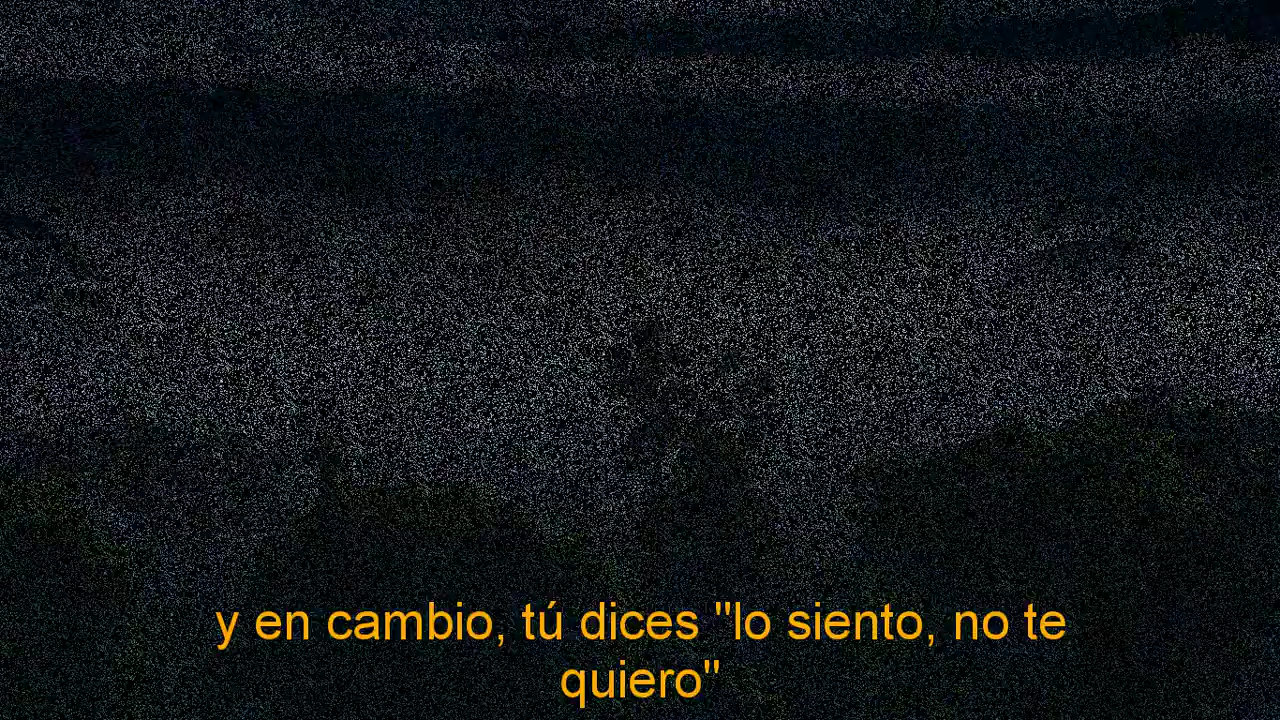 y en cambio, tú dices "lo siento, no te
quiero"